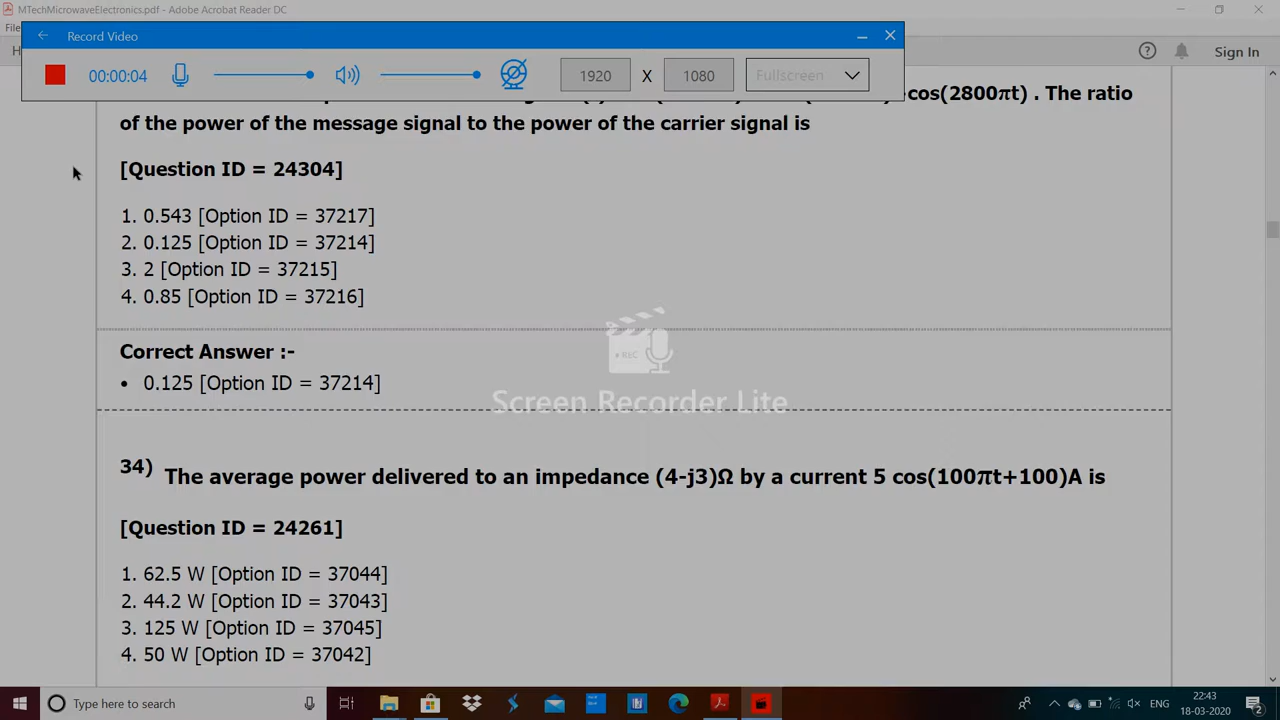 MTechMicrowaveElectronics.pdf - Adobe Acrobat Reader DC
Record Video
00:00:04
1920 X 1080 Fullscreen
Sign In
cos(2800πt) . The ratio
of the power of the message signal to the power of the carrier signal is
[Question ID = 24304]
1. 0.543 [Option ID = 37217]
2. 0.125 [Option ID = 37214]
3. 2 [Option ID = 37215]
4. 0.85 [Option ID = 37216]
Correct Answer :-
• 0.125 [Option ID = 37214]
REC
Screen Recorder Lite
34) The average power delivered to an impedance (4-j3)Ω by a current 5 cos(100πt+100)A is
[Question ID = 24261]
1. 62.5 W [Option ID = 37044]
2. 44.2 W [Option ID = 37043]
3. 125 W [Option ID = 37045]
4. 50 W [Option ID = 37042]
Type here to search
ENG
22:43
18-03-2020
2